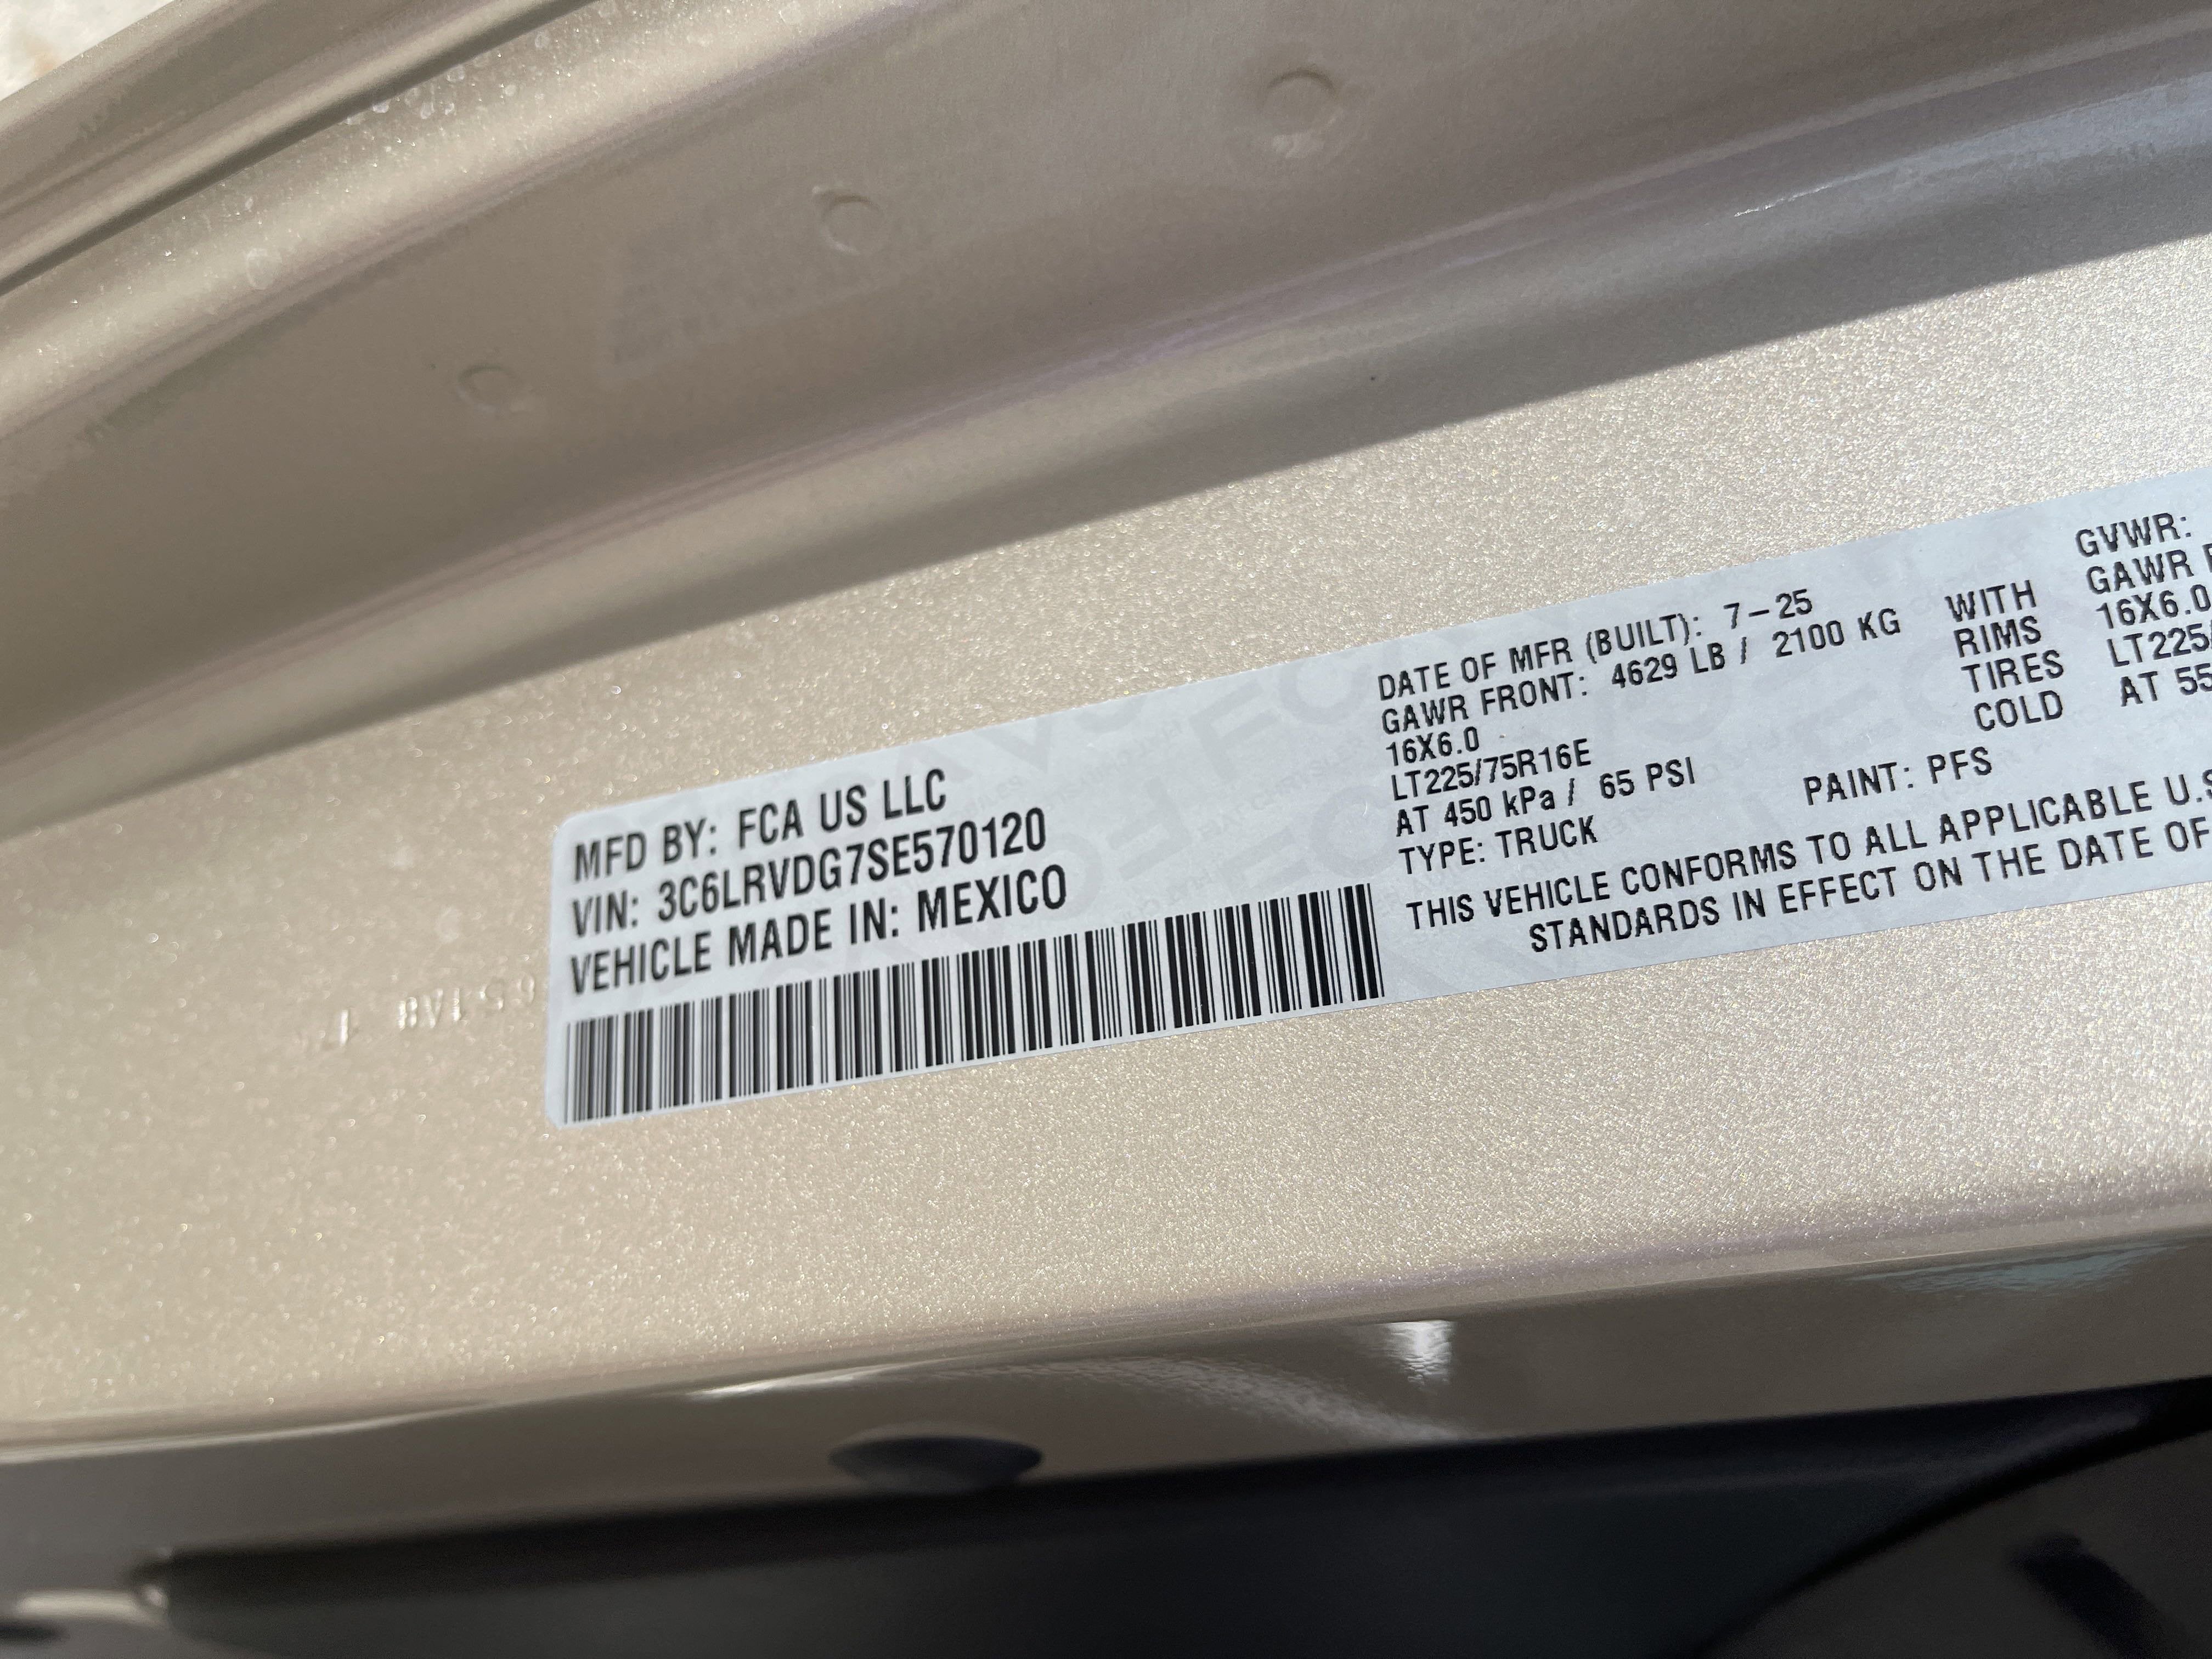 MFD BY: FCA US LLC
VIN: 3C6LRVDG7SE570120
VEHICLE MADE IN: MEXICO
DATE OF MFR (BUILT): 7-25
GAWR FRONT: 4629 LB / 2100 KG
16X6.0
LT225/75R16E
AT 450 kPa / 65 PSI
TYPE: TRUCK
PAINT: PFS
WITH
RIMS
TIRES
COLD
GVWR:
GAWR
16X6.0
LT225/
AT 55
THIS VEHICLE CONFORMS TO ALL APPLICABLE U.S
STANDARDS IN EFFECT ON THE DATE OF